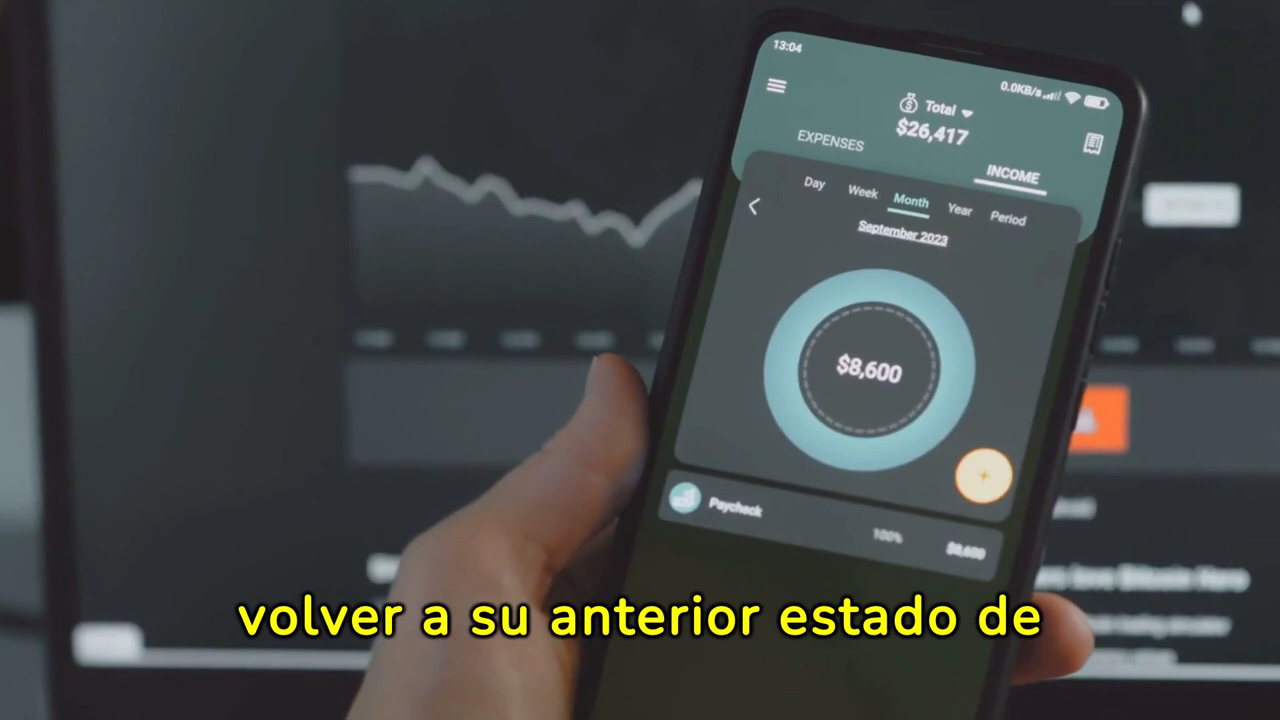 13:04
0.0KB/s
Total
$26,417
EXPENSES
INCOME
Day Week Month Year Period
September 2023
$8,600
+
Paycheck 100% $8,600
volver a su anterior estado de